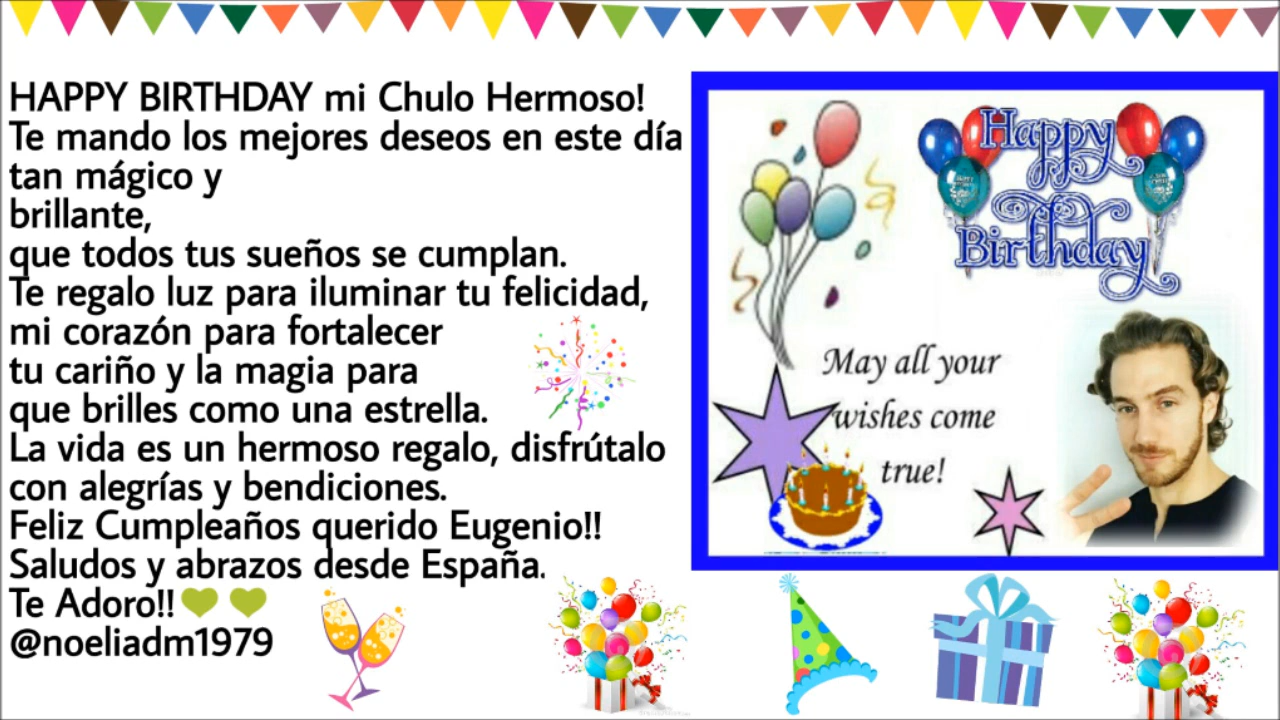 HAPPY BIRTHDAY mi Chulo Hermoso!
Te mando los mejores deseos en este día
tan mágico y
brillante,
que todos tus sueños se cumplan.
Te regalo luz para iluminar tu felicidad,
mi corazón para fortalecer
tu cariño y la magia para
que brilles como una estrella.
La vida es un hermoso regalo, disfrútalo
con alegrías y bendiciones.
Feliz Cumpleaños querido Eugenio!!
Saludos y abrazos desde España.
Te Adoro!!💚💚
@noeliadm1979
Happy
Birthday
May all your
wishes come
true!